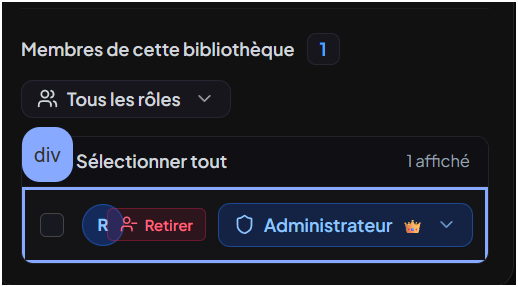 Membres de cette bibliothèque 1
Tous les rôles
div Sélectionner tout 1 affiché
R Retirer Administrateur 👑